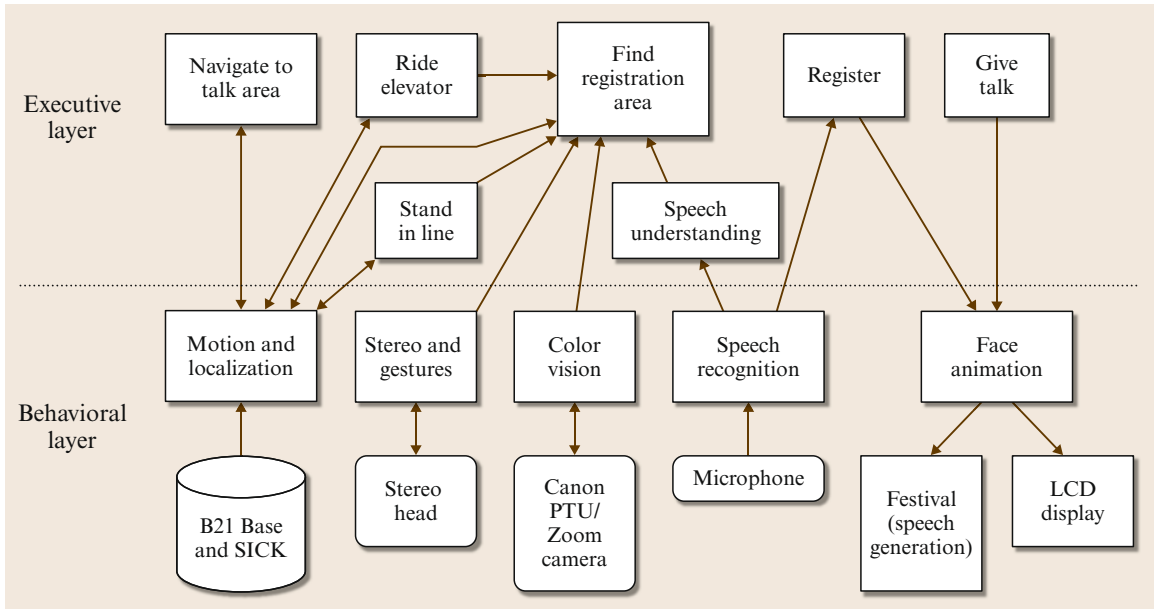 Executive
layer
Navigate to
talk area
Ride
elevator
Find
registration
area
Register
Give
talk
Stand
in line
Speech
understanding
Behavioral
layer
Motion and
localization
Stereo and
gestures
Color
vision
Speech
recognition
Face
animation
B21 Base
and SICK
Stereo
head
Canon
PTU/
Zoom
camera
Microphone
Festival
(speech
generation)
LCD
display